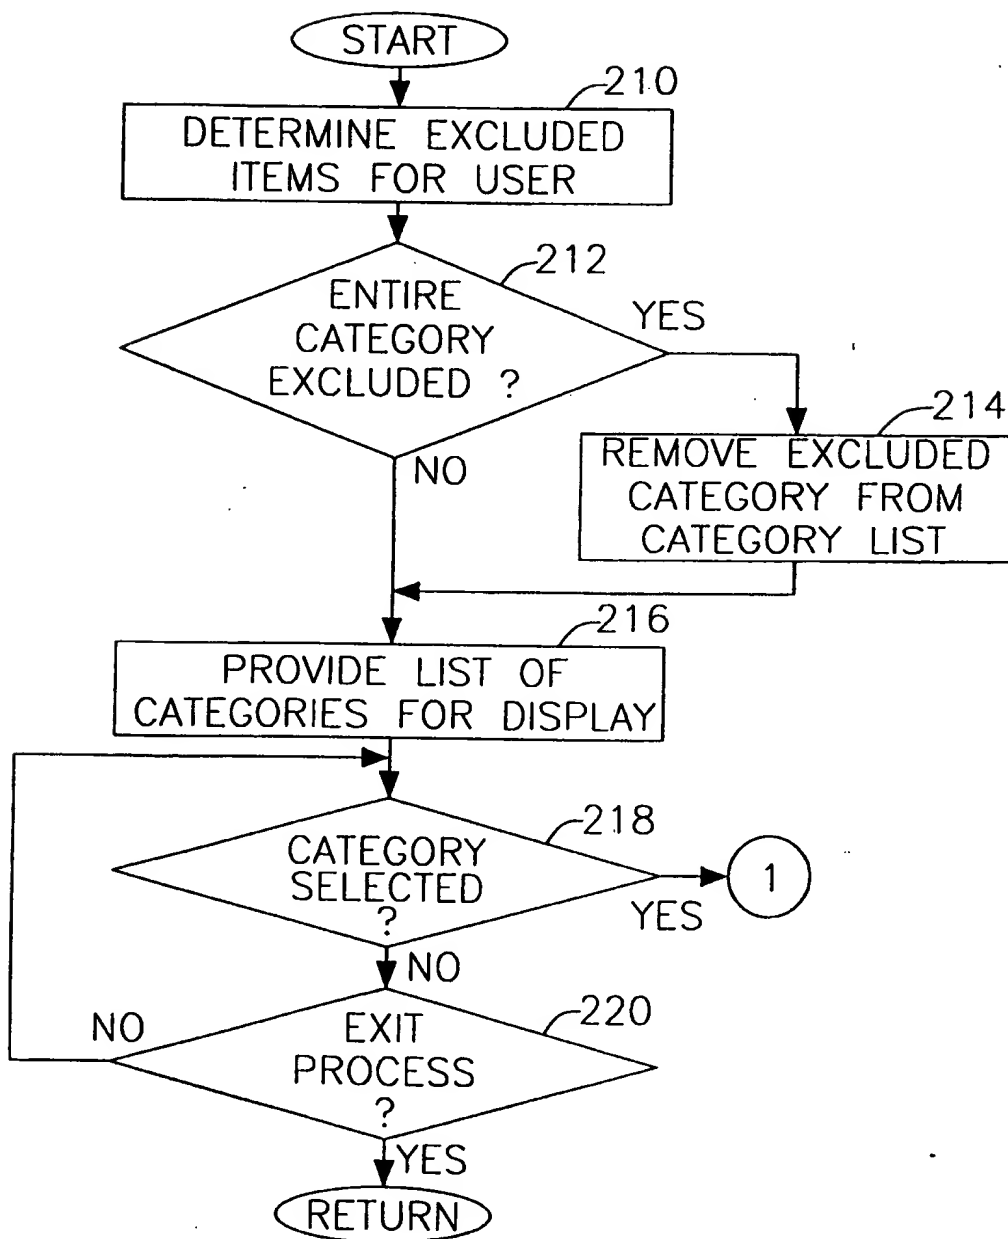 START
210
DETERMINE EXCLUDED
ITEMS FOR USER
212
ENTIRE
CATEGORY
EXCLUDED ?
YES
214
REMOVE EXCLUDED
CATEGORY FROM
CATEGORY LIST
NO
216
PROVIDE LIST OF
CATEGORIES FOR DISPLAY
218
CATEGORY
SELECTED
?
YES
1
NO
220
EXIT
PROCESS
?
NO
YES
RETURN